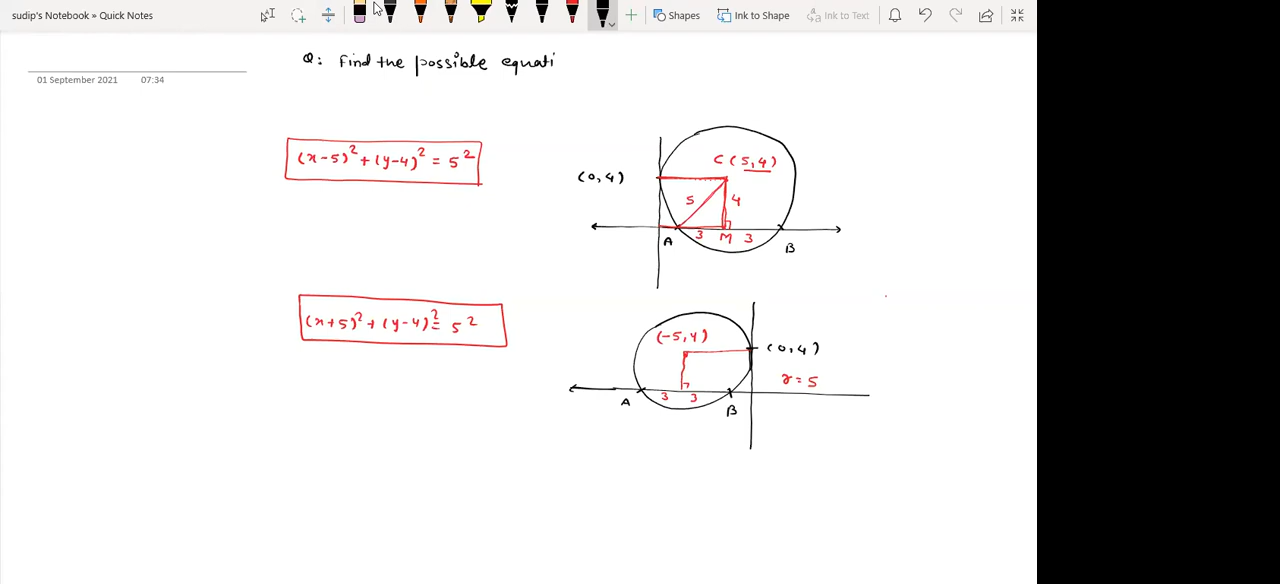 sudip's Notebook » Quick Notes
Shapes
Ink to Shape
Ink to Text
Q: Find the possible equati
01 September 2021 07:34
(x-5)² + (y-4)² = 5²
C (5,4)
(0,4)
5
4
A
3
M
3
B
(x+5)² + (y-4)² = 5²
(-5,4)
(0,4)
r = 5
3
3
A
B